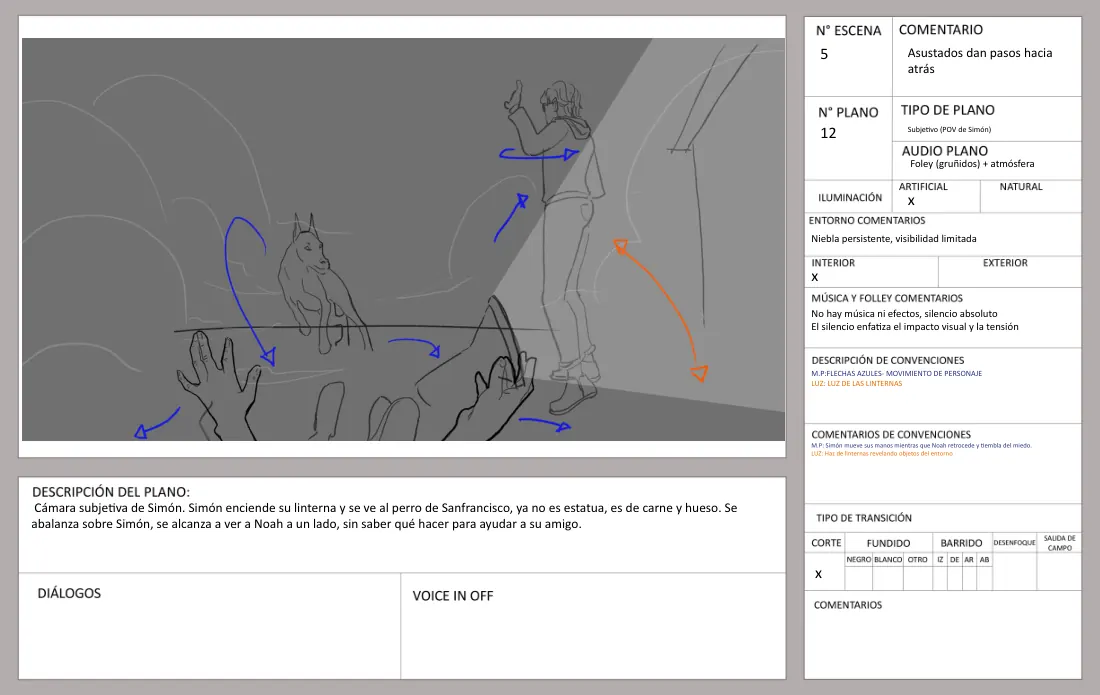 N° ESCENA
5
COMENTARIO
Asustados dan pasos hacia
atrás
N° PLANO
12
TIPO DE PLANO
Subjetivo (POV de Simón)
AUDIO PLANO
Foley (gruñidos) + atmósfera
ILUMINACIÓN
ARTIFICIAL
X
NATURAL
ENTORNO COMENTARIOS
Niebla persistente, visibilidad limitada
INTERIOR
X
EXTERIOR
MÚSICA Y FOLLEY COMENTARIOS
No hay música ni efectos, silencio absoluto
El silencio enfatiza el impacto visual y la tensión
DESCRIPCIÓN DE CONVENCIONES
M.P:FLECHAS AZULES- MOVIMIENTO DE PERSONAJE
LUZ: LUZ DE LAS LINTERNAS
COMENTARIOS DE CONVENCIONES
M.P: Simón mueve sus manos mientras que Noah retrocede y tiembla del miedo.
LUZ: Haz de linternas revelando objetos del entorno
TIPO DE TRANSICIÓN
CORTE
X
FUNDIDO
NEGRO BLANCO OTRO
BARRIDO
IZ DE AR AB
DESENFOQUE
SALIDA DE
CAMPO
COMENTARIOS
DESCRIPCIÓN DEL PLANO:
Cámara subjetiva de Simón. Simón enciende su linterna y se ve al perro de Sanfrancisco, ya no es estatua, es de carne y hueso. Se
abalanza sobre Simón, se alcanza a ver a Noah a un lado, sin saber qué hacer para ayudar a su amigo.
DIÁLOGOS
VOICE IN OFF